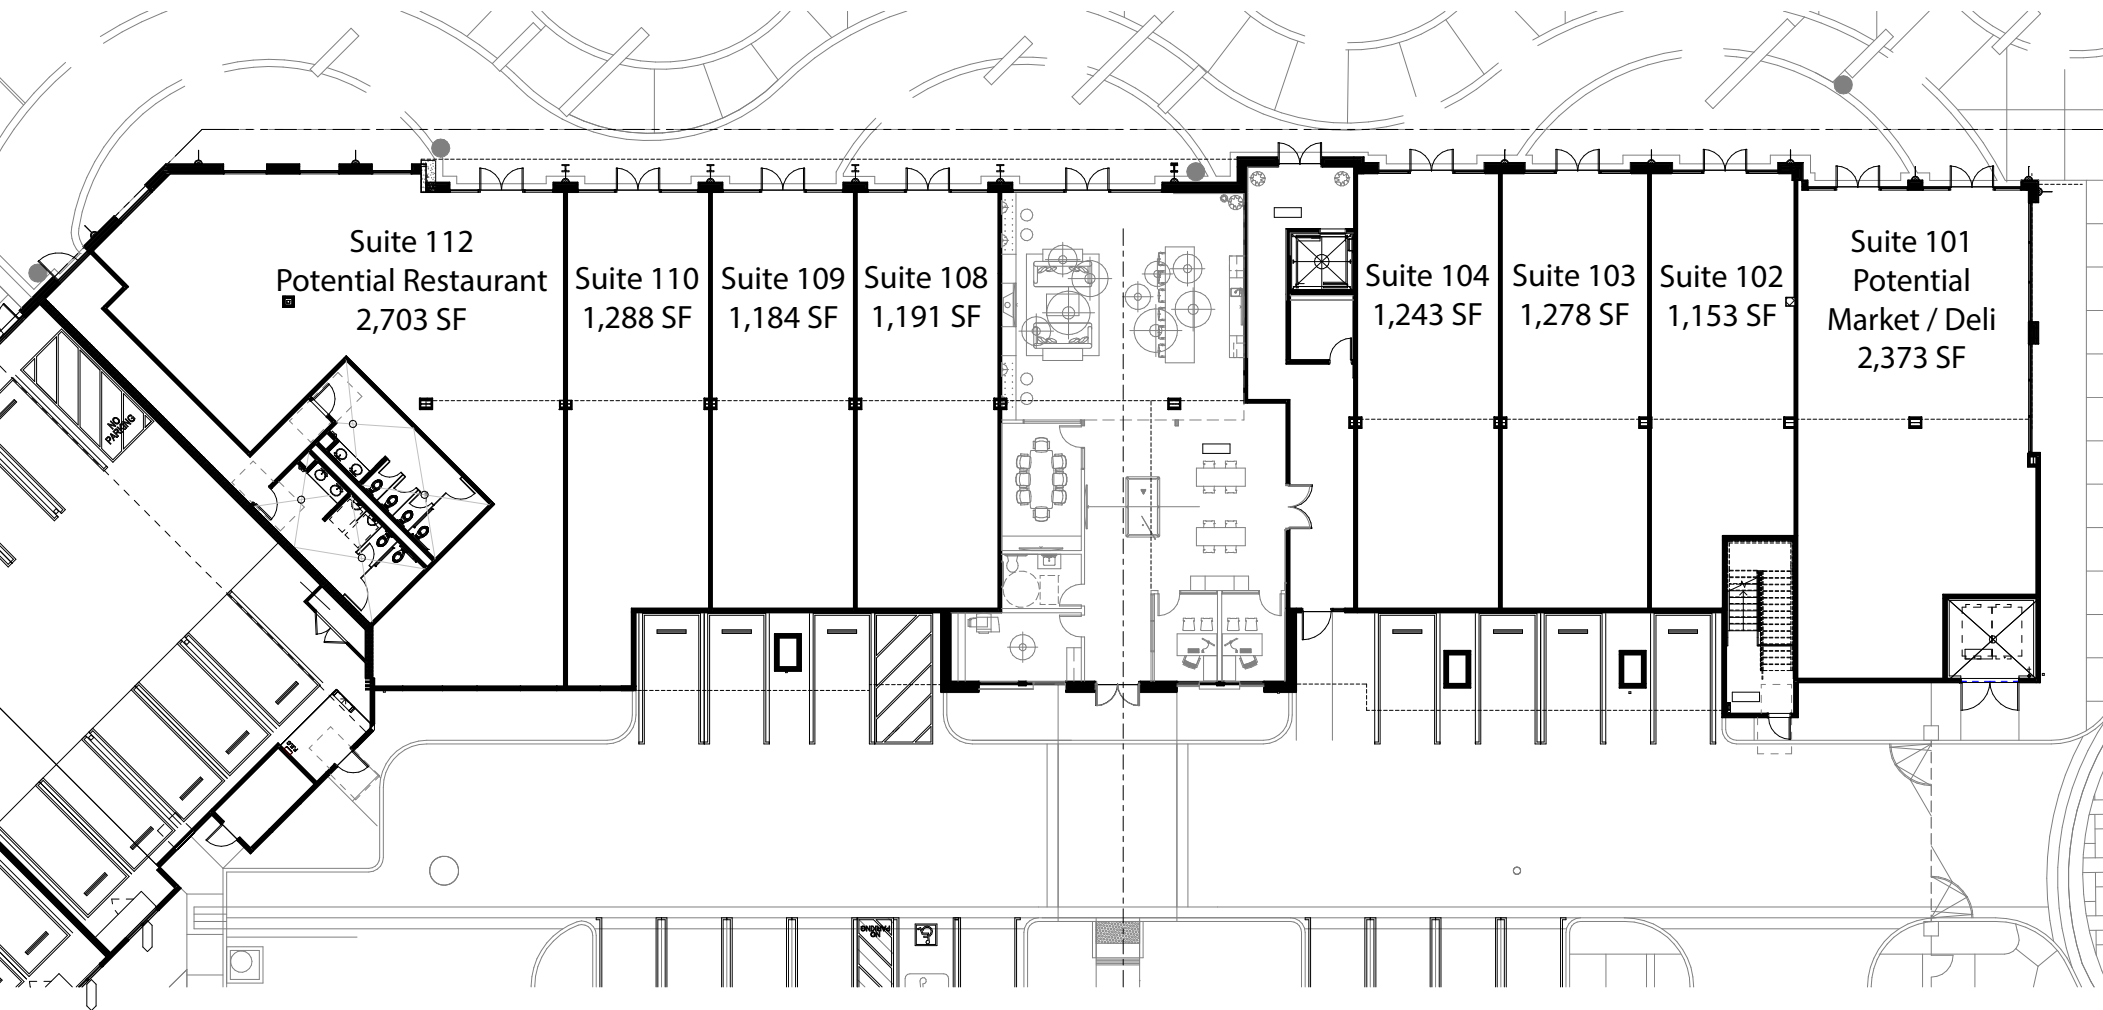 Suite 112
Potential Restaurant
2,703 SF
Suite 110
1,288 SF
Suite 109
1,184 SF
Suite 108
1,191 SF
Suite 104
1,243 SF
Suite 103
1,278 SF
Suite 102
1,153 SF
Suite 101
Potential
Market / Deli
2,373 SF
NO
PARKING
NO
PARKING